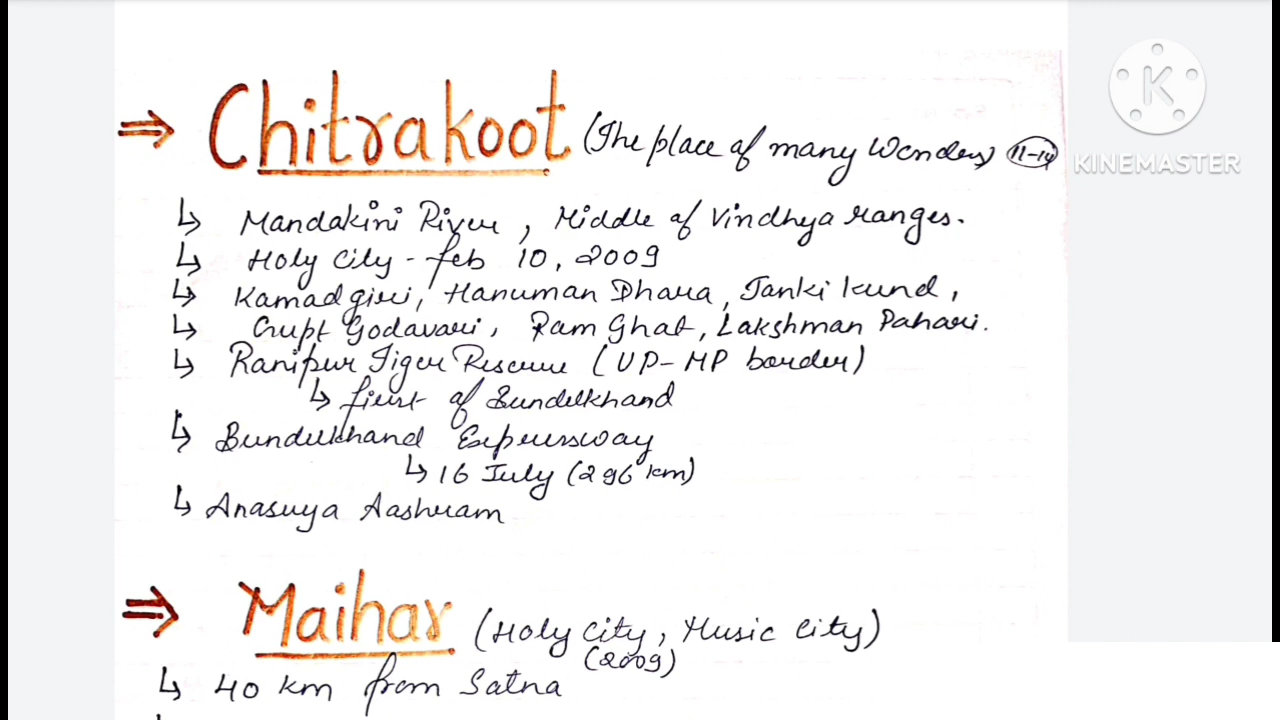 ⇒ Chitrakoot (The place of many Wonders) 11-14
KINEMASTER
↳ Mandakini River, Middle of Vindhya ranges.
↳ Holy City - feb 10, 2009
↳ Kamadgiri, Hanuman Dhara, Janki kund,
↳ Gupt Godavari, Ram Ghat, Lakshman Pahari.
↳ Ranipur Tiger Reserve (UP-MP border)
↳ first of Bundelkhand
↳ Bundelkhand Expressway
↳ 16 July (296 km)
↳ Anasuya Aashram
⇒ Maihar (Holy City, Music City)
(2009)
↳ 40 km from Satna